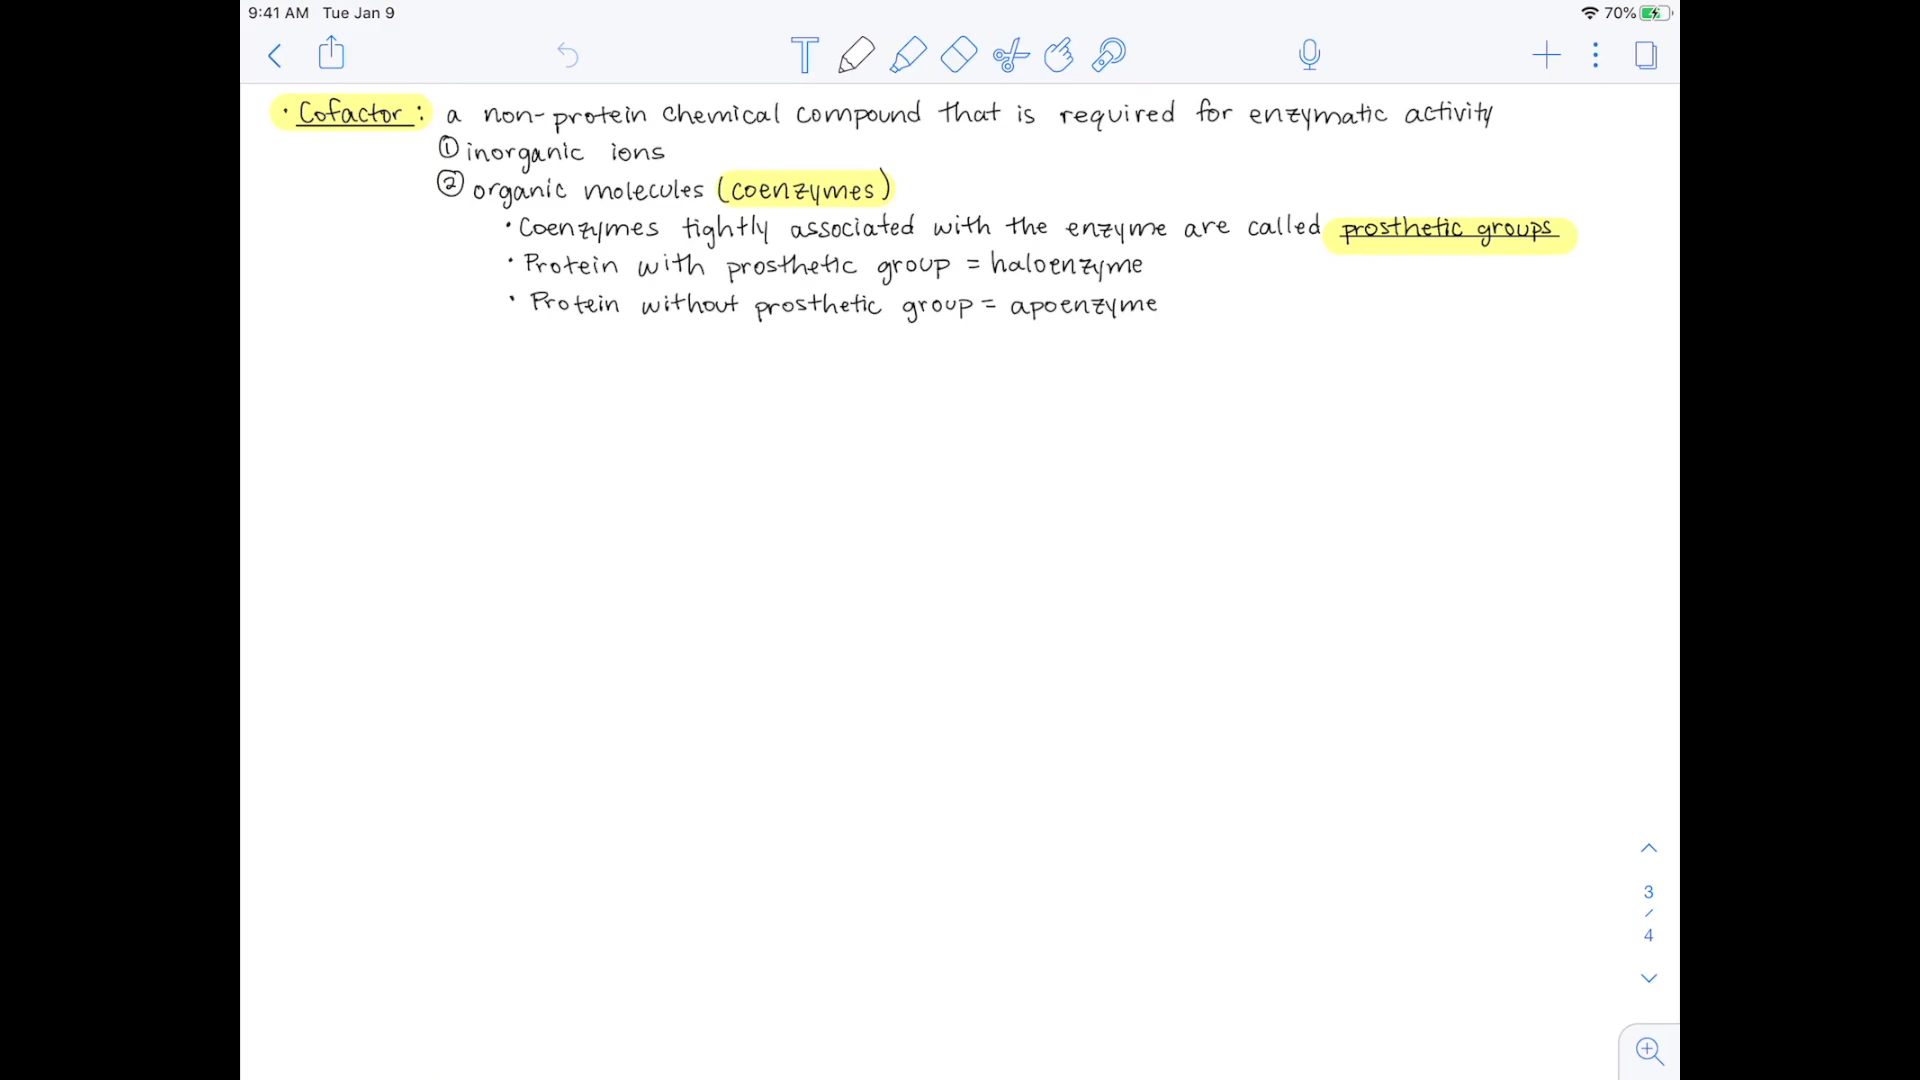 9:41 AM Tue Jan 9
70%
T
· Cofactor: a non-protein chemical compound that is required for enzymatic activity
① inorganic ions
② organic molecules (coenzymes)
· Coenzymes tightly associated with the enzyme are called prosthetic groups
· Protein with prosthetic group = haloenzyme
· Protein without prosthetic group = apoenzyme
3
/
4